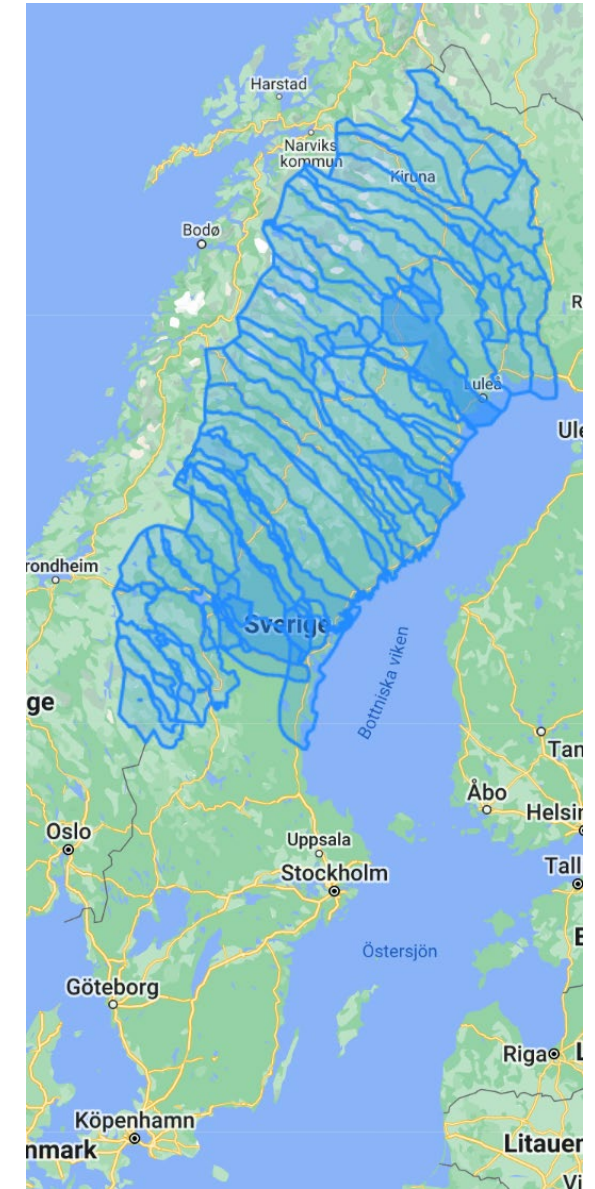 Harstad
Narviks
kommun
Kiruna
Bodø
R
Luleå
Ule
rondheim
Sverige
Bottniska viken
ge
Tan
Åbo
Helsin
Oslo
Uppsala
Stockholm
Tall
E
Östersjön
Göteborg
Riga
L
Köpenhamn
nmark
Litauen
Vi